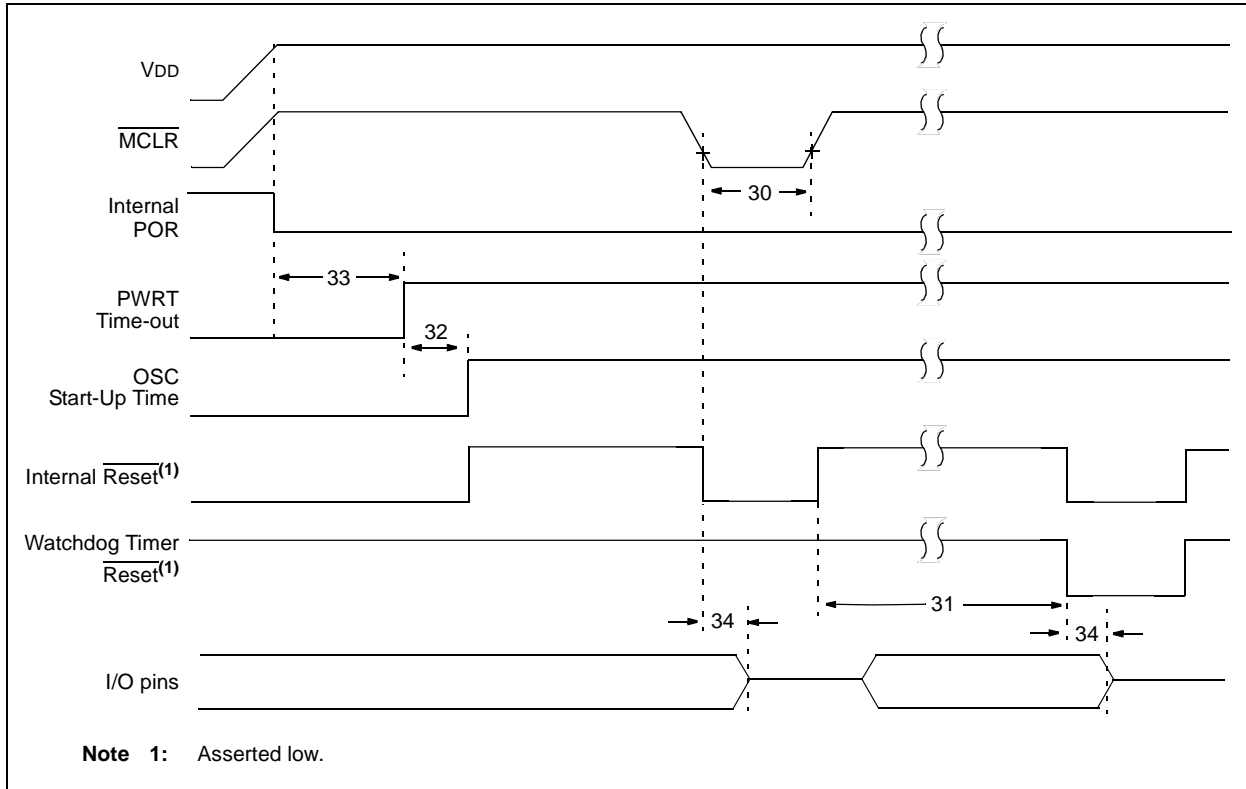 VDD
MCLR
30
Internal
POR
33
PWRT
Time-out
32
OSC
Start-Up Time
Internal Reset(1)
Watchdog Timer
Reset(1)
31
34
34
I/O pins
Note 1: Asserted low.